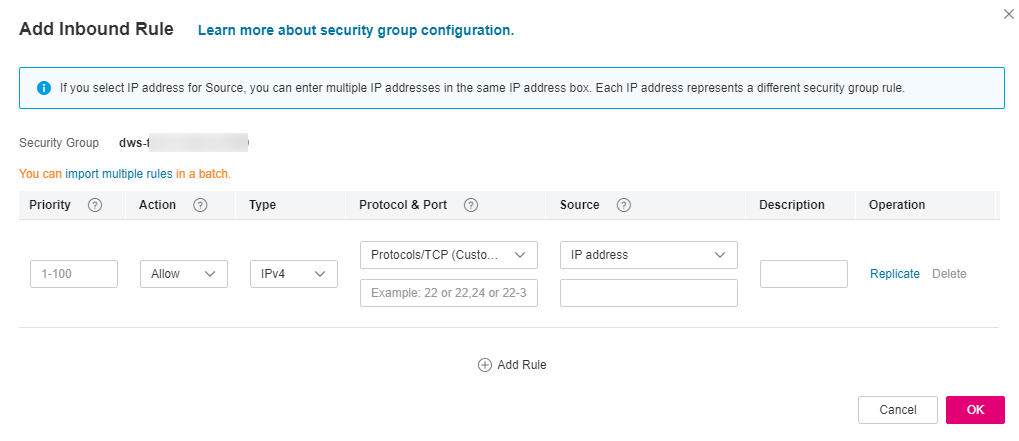 Add Inbound Rule Learn more about security group configuration.
If you select IP address for Source, you can enter multiple IP addresses in the same IP address box. Each IP address represents a different security group rule.
Security Group dws-
You can import multiple rules in a batch.
Priority Action Type Protocol & Port Source Description Operation
Protocols/TCP (Custo... IP address
1-100 Allow IPv4 Replicate Delete
Example: 22 or 22,24 or 22-3
Add Rule
Cancel OK